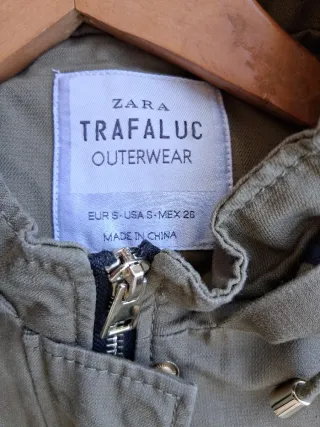 ZARA
TRAFALUC
OUTERWEAR
EUR S-USA S-MEX 26
MADE IN CHINA